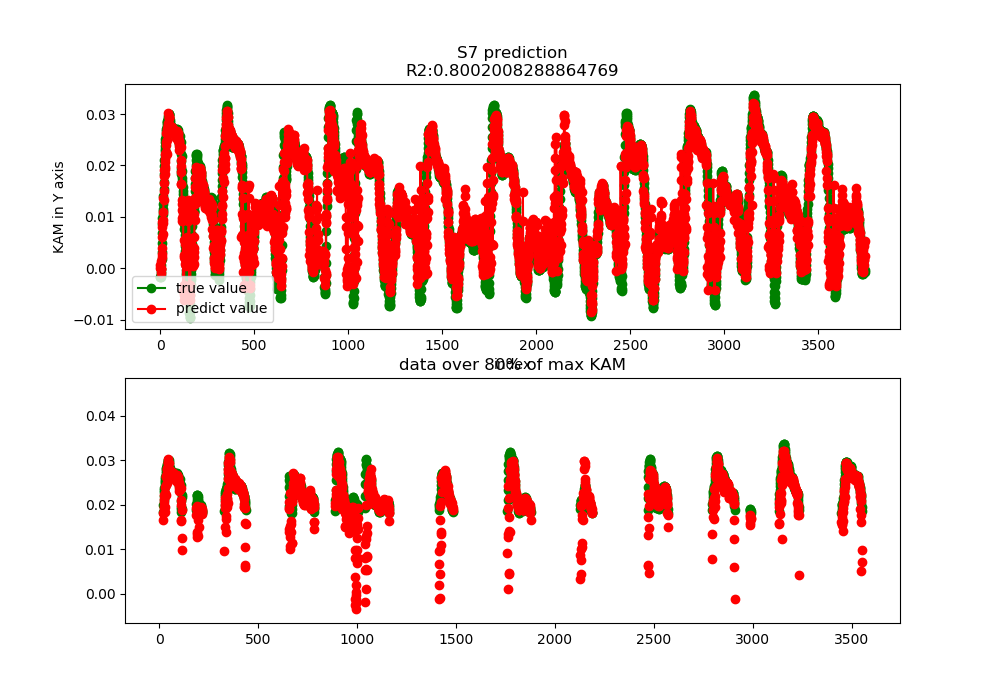 S7 prediction
R2:0.8002008288864769
KAM in Y axis
0.03
0.02
0.01
0.00
−0.01
true value
predict value
0 500 1000 1500 2000 2500 3000 3500
index
data over 80% of max KAM
0.04
0.03
0.02
0.01
0.00
0 500 1000 1500 2000 2500 3000 3500